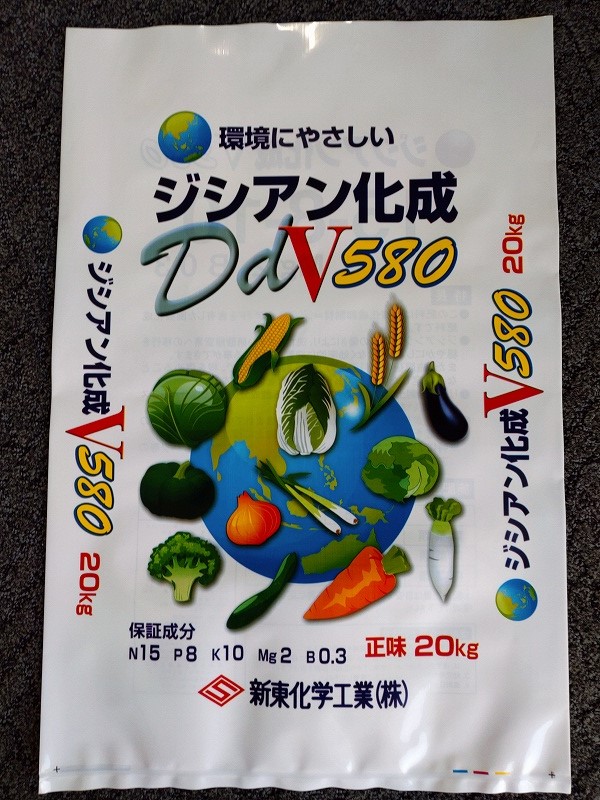 環境にやさしい
ジシアン化成
DdV580
ジシアン化成V580 20kg
ジシアン化成V580 20kg
保証成分
N15 P8 K10 Mg2 B0.3
正味 20kg
新東化学工業(株)